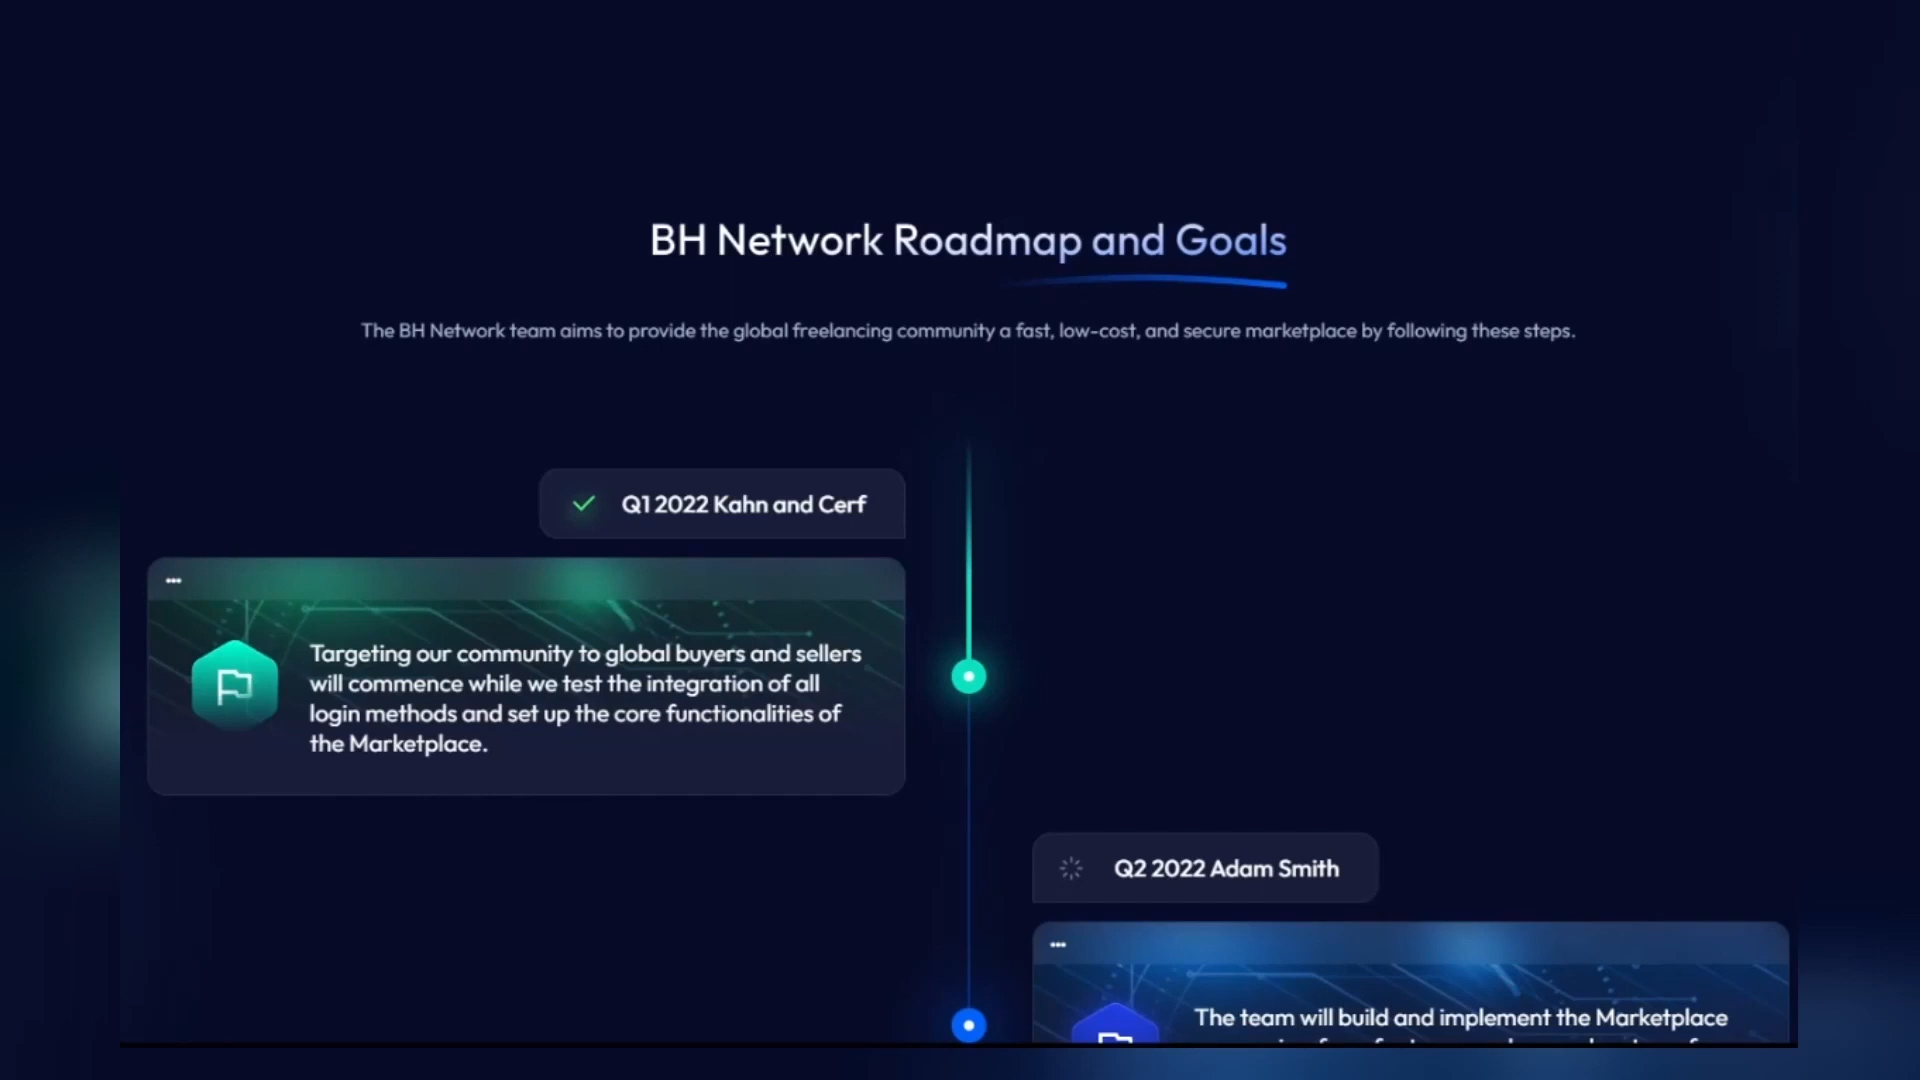 BH Network Roadmap and Goals
The BH Network team aims to provide the global freelancing community a fast, low-cost, and secure marketplace by following these steps.
Q1 2022 Kahn and Cerf
Targeting our community to global buyers and sellers
will commence while we test the integration of all
login methods and set up the core functionalities of
the Marketplace.
Q2 2022 Adam Smith
The team will build and implement the Marketplace